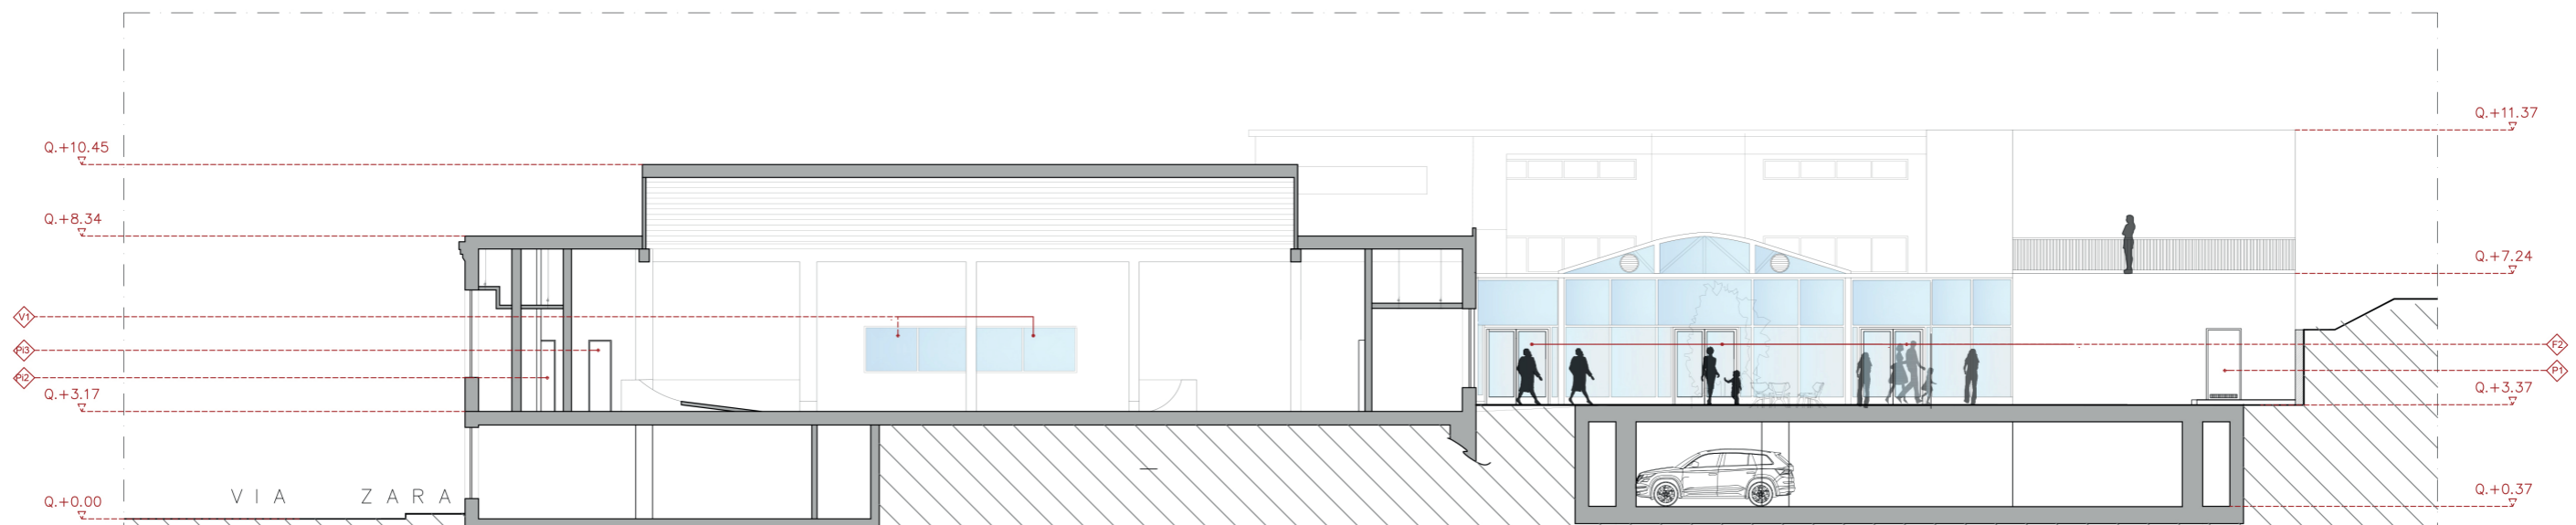 Q.+11.37
Q.+10.45
Q.+8.34
Q.+7.24
V1
PI3
F2
P1
PI2
Q.+3.17
Q.+3.37
VIA ZARA
Q.+0.00
Q.+0.37